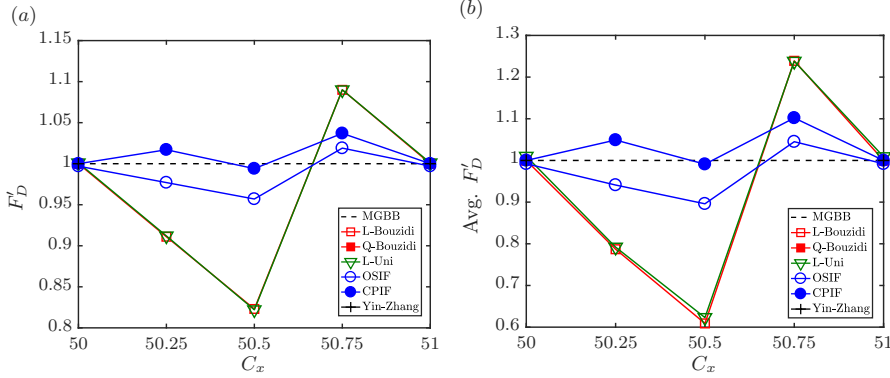 (a)
1.15
1.1
1.05
1
0.95
0.9
0.85
0.8
F′_D
50
50.25
50.5
50.75
51
C_x
MGBB
L-Bouzidi
Q-Bouzidi
L-Uni
OSIF
CPIF
Yin-Zhang
(b)
1.3
1.2
1.1
1
0.9
0.8
0.7
0.6
Avg. F′_D
50
50.25
50.5
50.75
51
C_x
MGBB
L-Bouzidi
Q-Bouzidi
L-Uni
OSIF
CPIF
Yin-Zhang